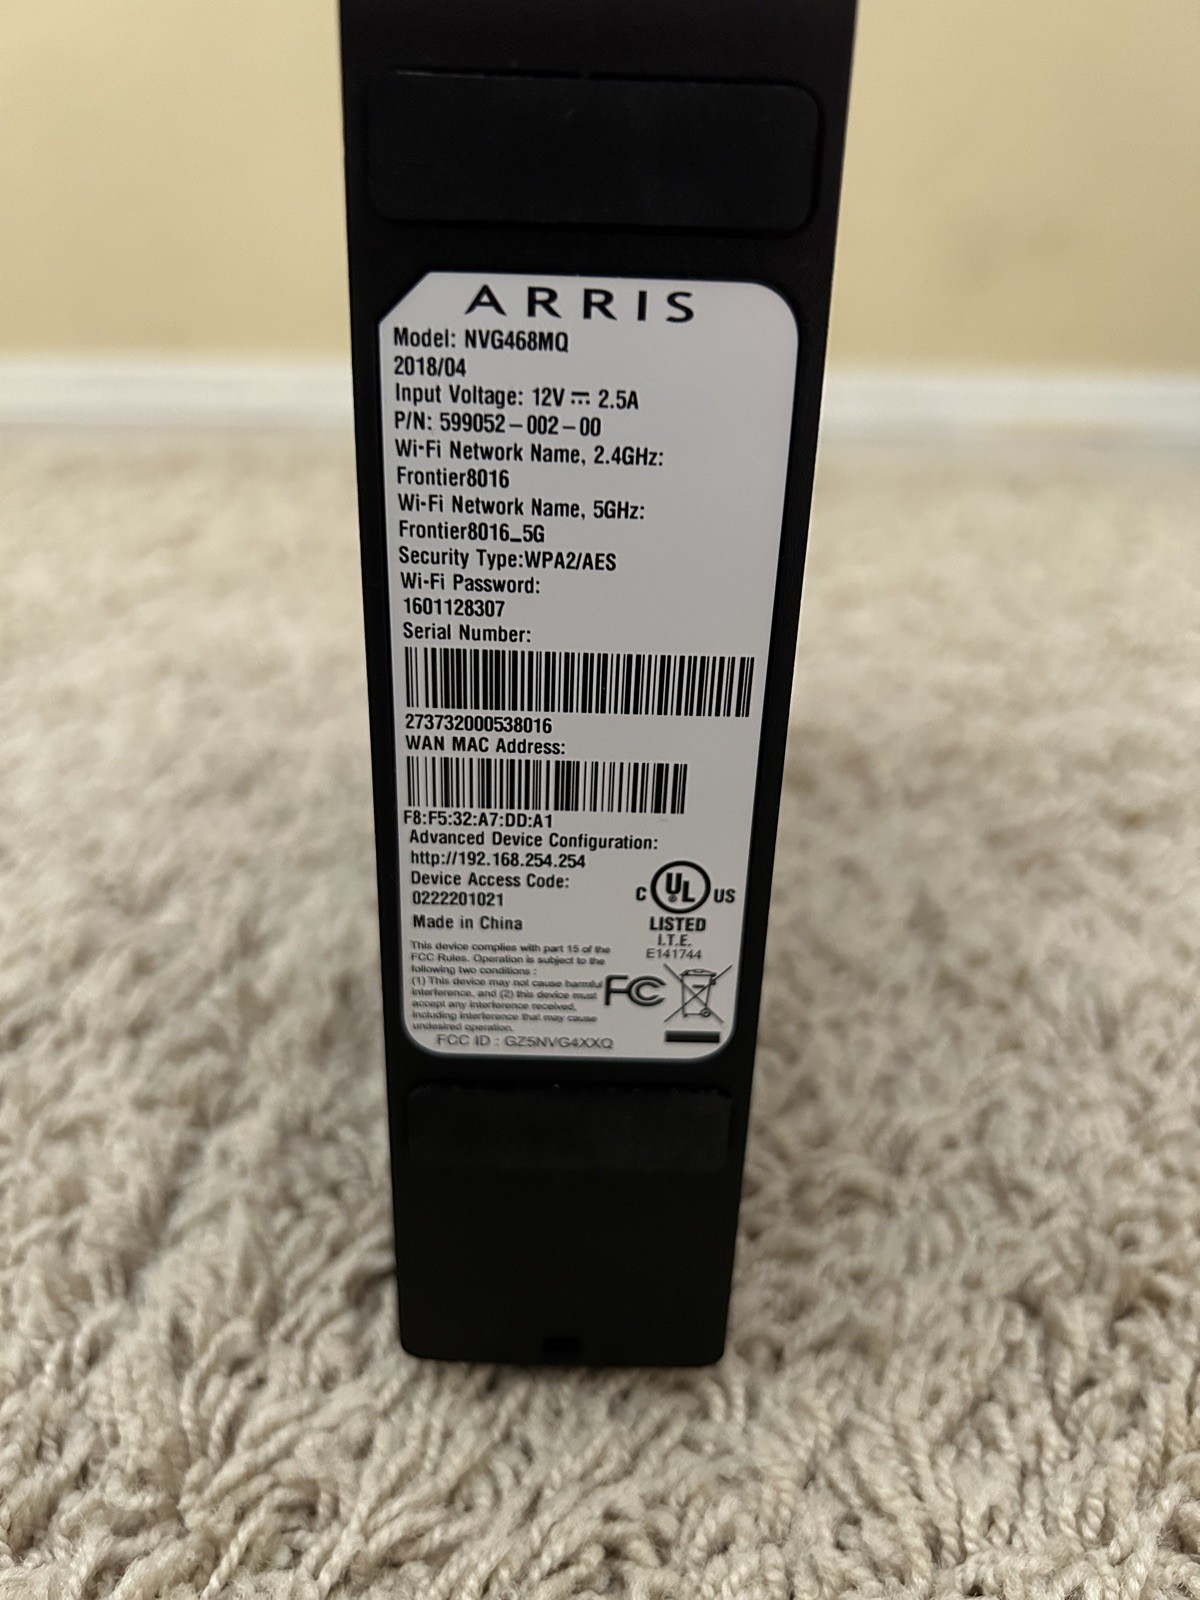 ARRIS
Model: NVG468MQ
2018/04
Input Voltage: 12V ⎓ 2.5A
P/N: 599052-002-00
Wi-Fi Network Name, 2.4GHz:
Frontier8016
Wi-Fi Network Name, 5GHz:
Frontier8016_5G
Security Type:WPA2/AES
Wi-Fi Password:
1601128307
Serial Number:
273732000538016
WAN MAC Address:
F8:F5:32:A7:DD:A1
Advanced Device Configuration:
http://192.168.254.254
Device Access Code:
0222201021
Made in China
C UL US
LISTED
I.T.E.
E141744
This device complies with part 15 of the
FCC Rules. Operation is subject to the
following two conditions :
(1) This device may not cause harmful
interference, and (2) this device must
accept any interference received,
including interference that may cause
undesired operation.
FC
FCC ID : GZ5NVG4XXQ